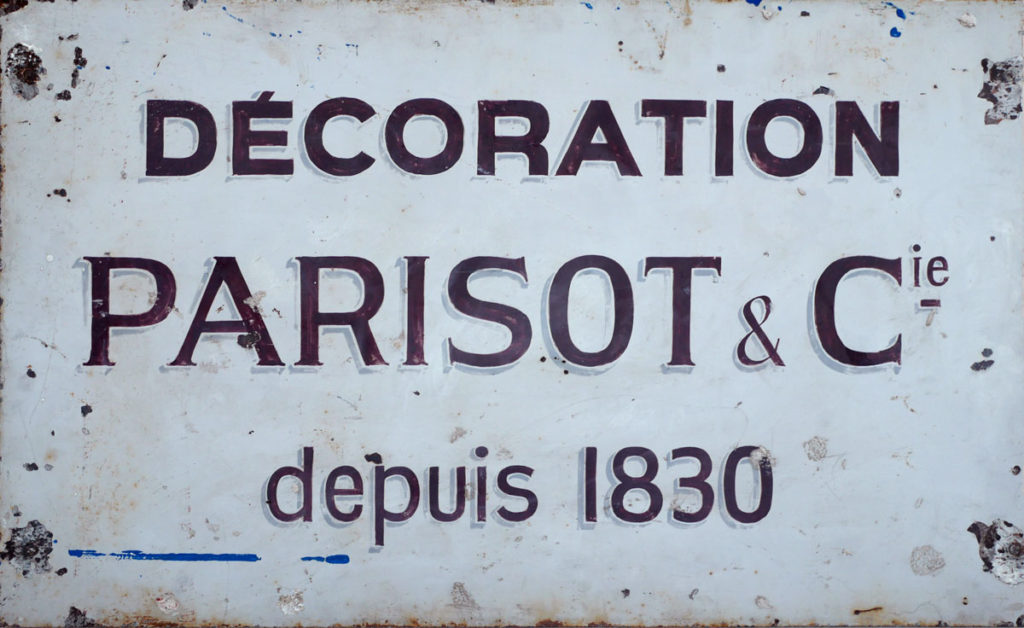 DÉCORATION
PARISOT & Cie
depuis 1830